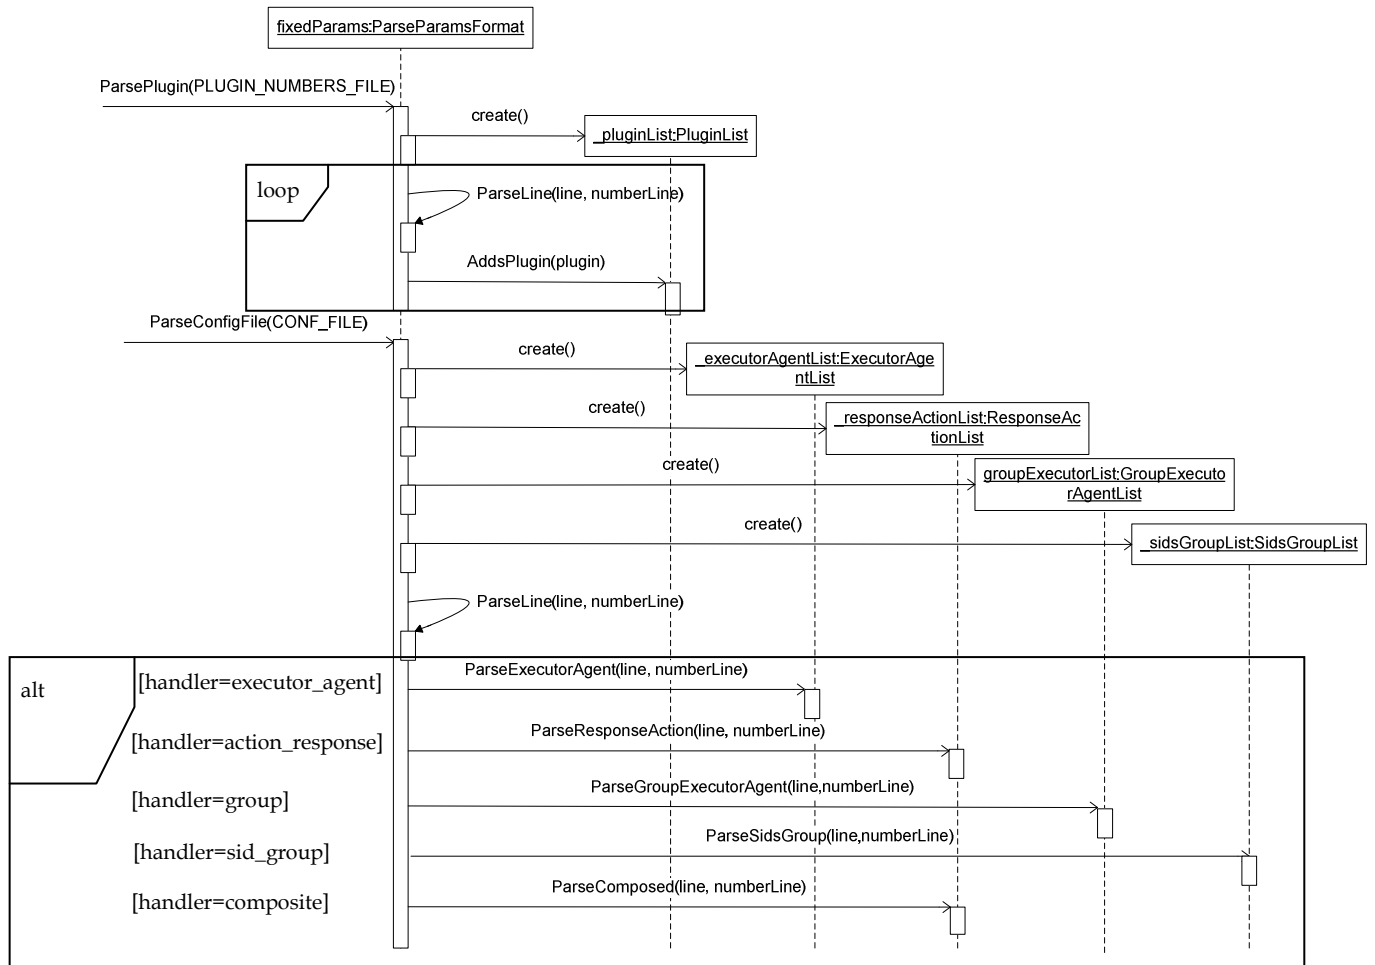 fixedParams:ParseParamsFormat
ParsePlugin(PLUGIN_NUMBERS_FILE)
create()
_pluginList:PluginList
loop
ParseLine(line, numberLine)
AddsPlugin(plugin)
ParseConfigFile(CONF_FILE)
create()
_executorAgentList:ExecutorAge
ntList
create()
_responseActionList:ResponseAc
tionList
create()
groupExecutorList:GroupExecuto
rAgentList
create()
_sidsGroupList:SidsGroupList
ParseLine(line, numberLine)
alt
[handler=executor_agent]
ParseExecutorAgent(line, numberLine)
[handler=action_response]
ParseResponseAction(line, numberLine)
[handler=group]
ParseGroupExecutorAgent(line,numberLine)
[handler=sid_group]
ParseSidsGroup(line,numberLine)
[handler=composite]
ParseComposed(line, numberLine)